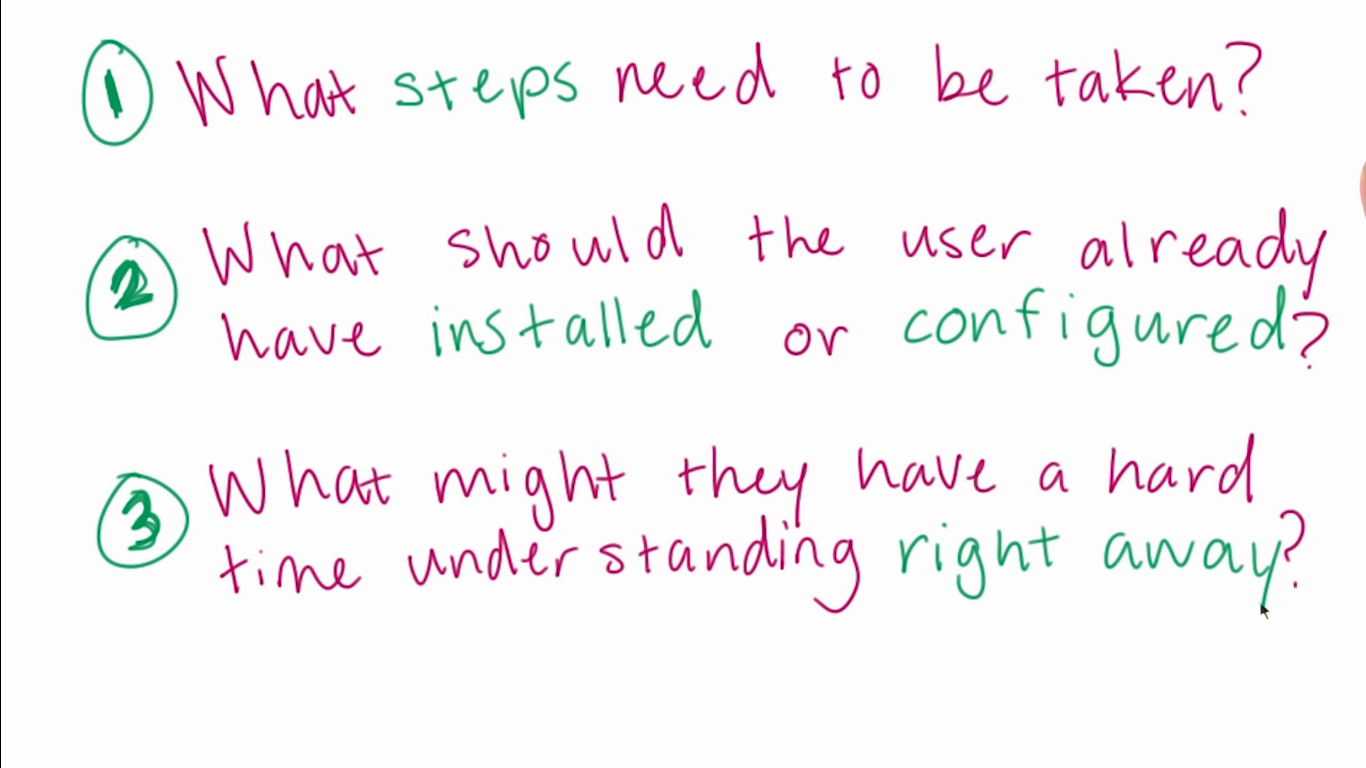 1 What steps need to be taken?
2 What should the user already
have installed or configured?
3 What might they have a hard
time understanding right away?